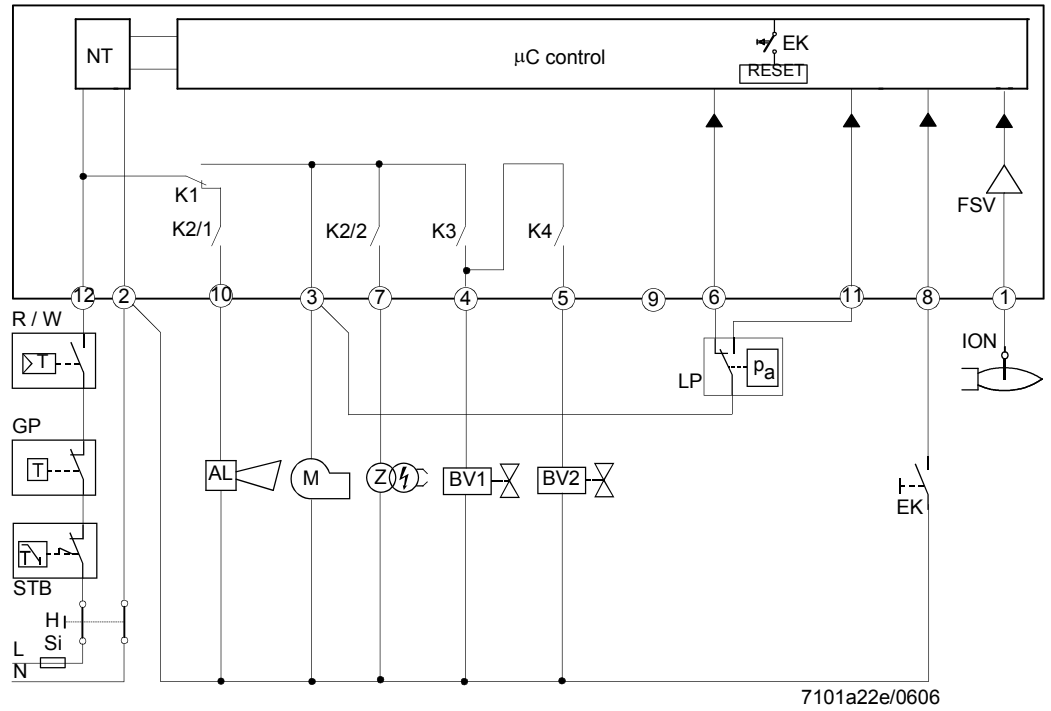 NT
µC control
EK
RESET
FSV
K1
K2/1
K2/2
K3
K4
12
2
10
3
7
4
5
9
6
11
8
1
R / W
T
GP
T
STB
T
H
Si
L
N
AL
M
Z
BV1
BV2
LP
pa
ION
EK
7101a22e/0606